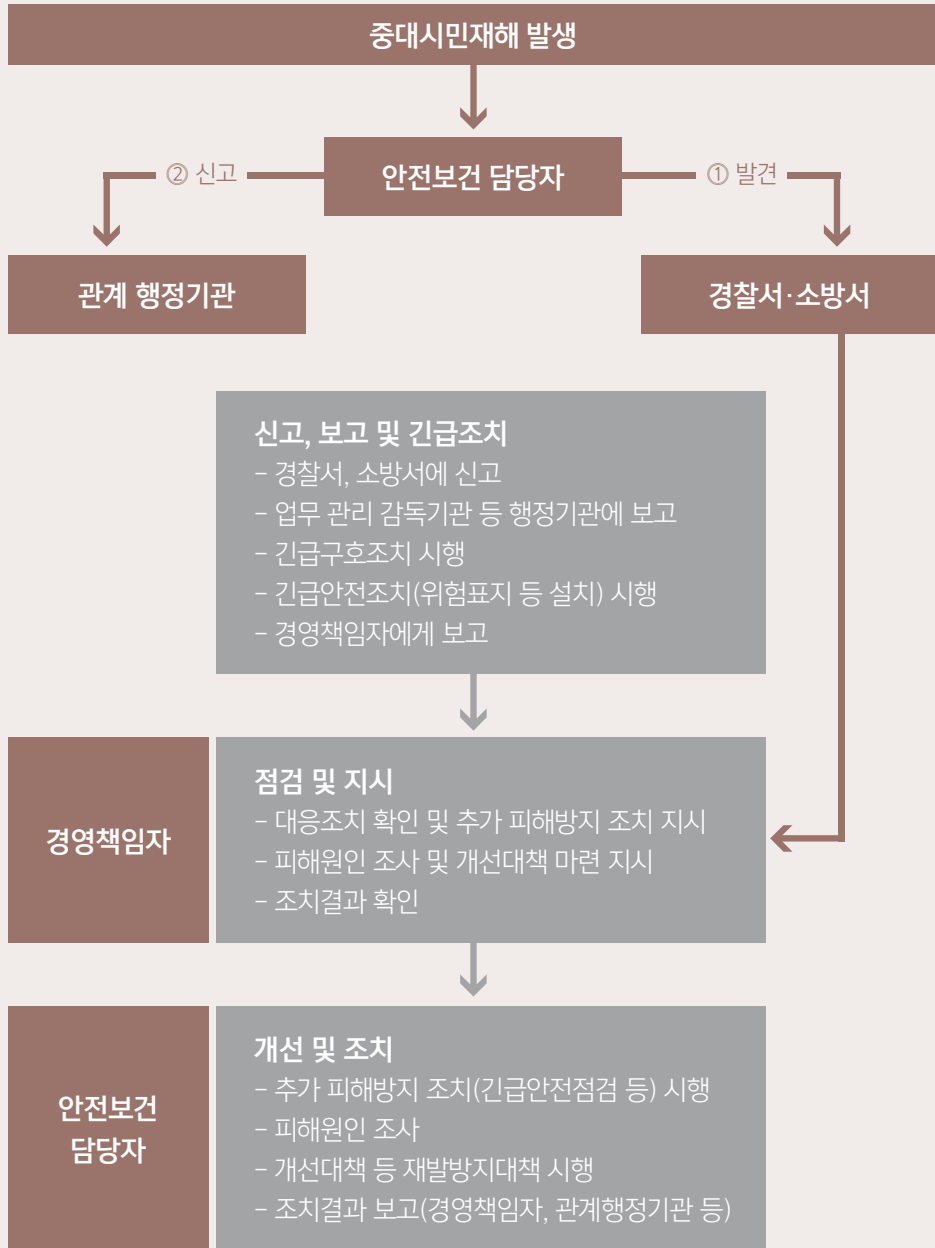 중대시민재해 발생
② 신고
안전보건 담당자
① 발견
관계 행정기관
경찰서·소방서
신고, 보고 및 긴급조치
– 경찰서, 소방서에 신고
– 업무 관리 감독기관 등 행정기관에 보고
– 긴급구호조치 시행
– 긴급안전조치(위험표지 등 설치) 시행
– 경영책임자에게 보고
경영책임자
점검 및 지시
– 대응조치 확인 및 추가 피해방지 조치 지시
– 피해원인 조사 및 개선대책 마련 지시
– 조치결과 확인
안전보건
담당자
개선 및 조치
– 추가 피해방지 조치(긴급안전점검 등) 시행
– 피해원인 조사
– 개선대책 등 재발방지대책 시행
– 조치결과 보고(경영책임자, 관계행정기관 등)